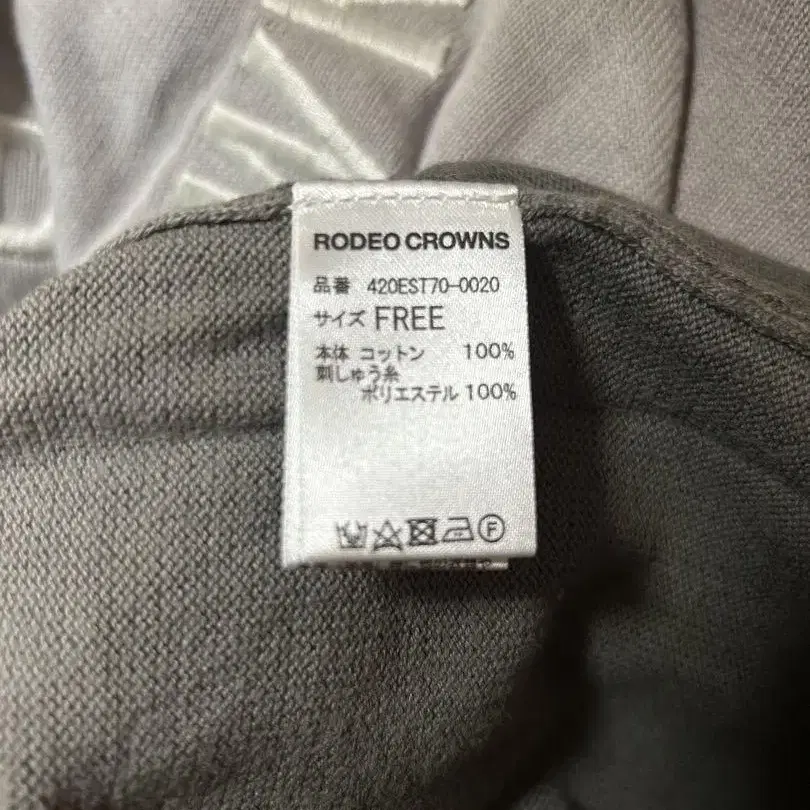 RODEO CROWNS
品番 420EST70-0020
サイズ FREE
本体 コットン 100%
刺しゅう糸
ポリエステル 100%
F